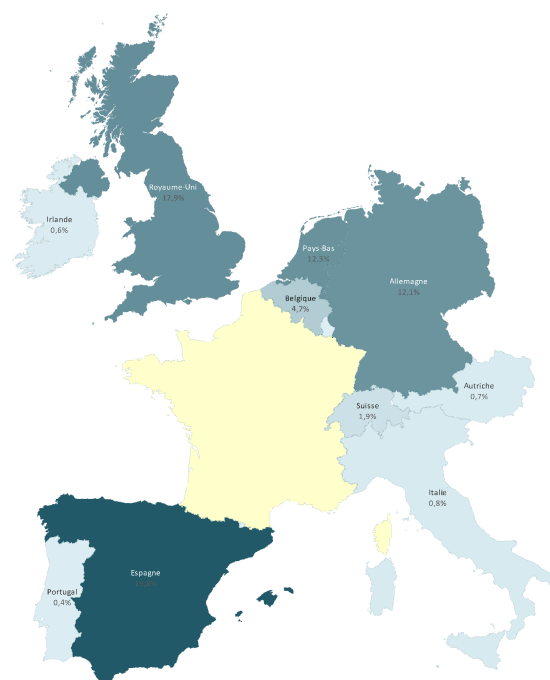 Royaume-Uni
12,9%
Irlande
0,6%
Pays-Bas
12,3%
Allemagne
12,1%
Belgique
4,7%
Autriche
0,7%
Suisse
1,9%
Italie
0,8%
Espagne
Portugal
0,4%